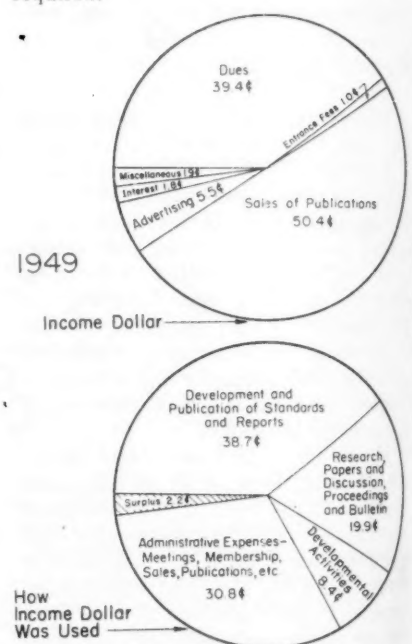 Dues
39.4¢
Entrance Fees 1.0¢
Miscellaneous 1.9¢
Interest 1.8¢
Advertising 5.5¢
Sales of Publications
50.4¢
1949
Income Dollar
Development and
Publication of Standards
and Reports
38.7¢
Research,
Papers and
Discussion,
Proceedings
and Bulletin
19.9¢
Surplus 2.2¢
Developmental
Activities
8.4¢
Administrative Expenses-
Meetings, Membership,
Sales, Publications, etc
30.8¢
How
Income Dollar
Was Used